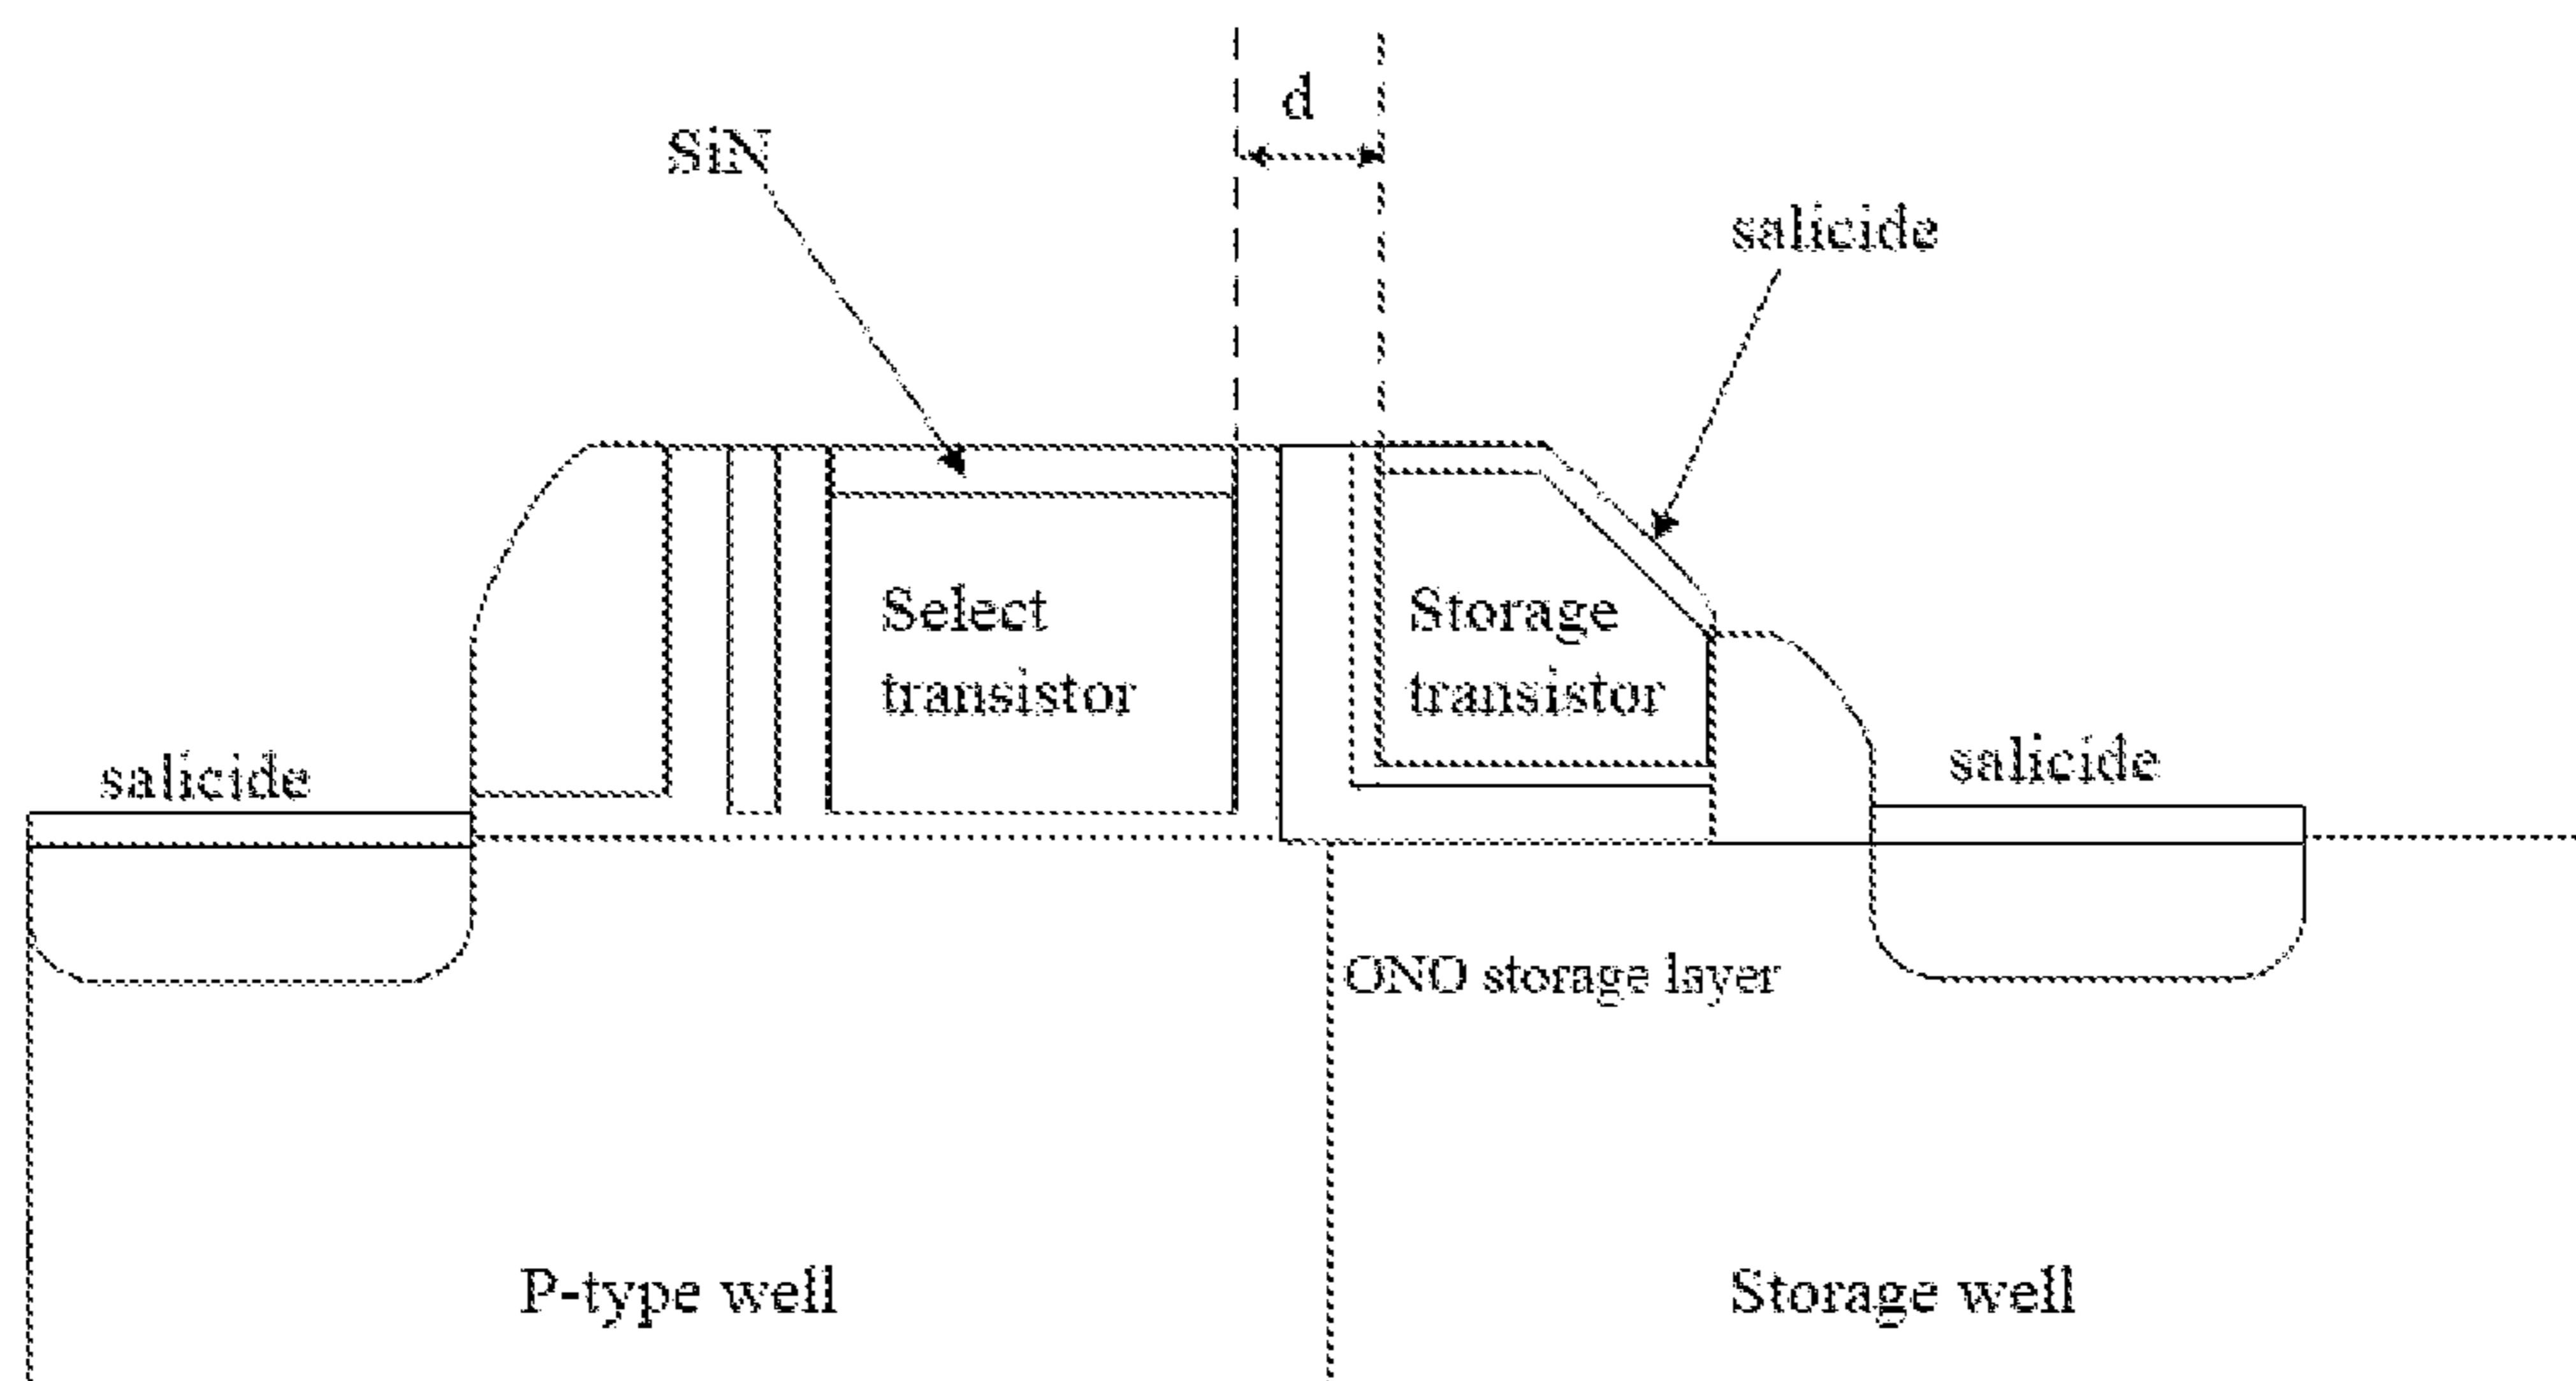 d
SiN
salicide
Select
transistor
Storage
transistor
salicide
salicide
ONO storage layer
P-type well
Storage well